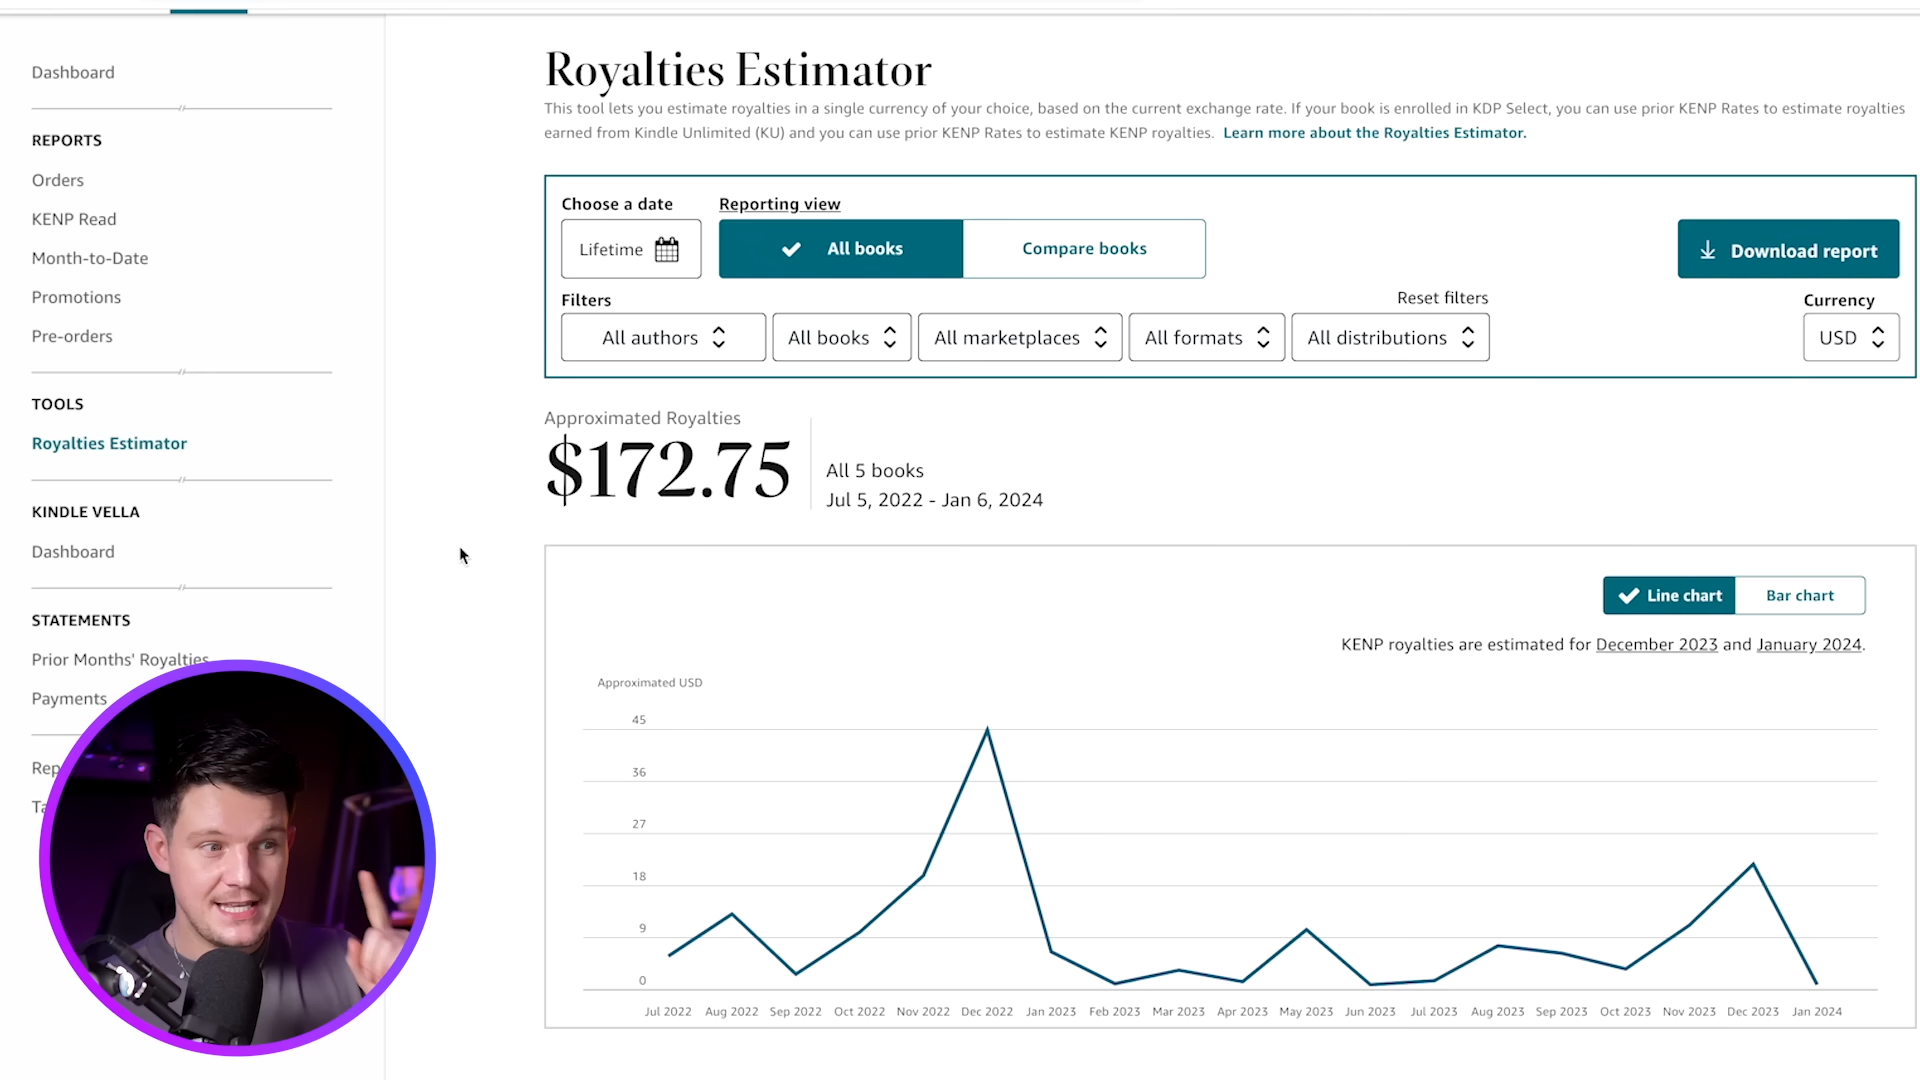 Dashboard
REPORTS
Orders
KENP Read
Month-to-Date
Promotions
Pre-orders
TOOLS
Royalties Estimator
KINDLE VELLA
Dashboard
STATEMENTS
Prior Months' Royalties
Payments
Royalties Estimator
This tool lets you estimate royalties in a single currency of your choice, based on the current exchange rate. If your book is enrolled in KDP Select, you can use prior KENP Rates to estimate royalties
earned from Kindle Unlimited (KU) and you can use prior KENP Rates to estimate KENP royalties. Learn more about the Royalties Estimator.
Choose a date Reporting view
Lifetime All books Compare books Download report
Filters Reset filters Currency
All authors All books All marketplaces All formats All distributions USD
Approximated Royalties
$172.75
All 5 books
Jul 5, 2022 - Jan 6, 2024
Line chart Bar chart
KENP royalties are estimated for December 2023 and January 2024.
Approximated USD
45
36
27
18
9
0
Jul 2022 Aug 2022 Sep 2022 Oct 2022 Nov 2022 Dec 2022 Jan 2023 Feb 2023 Mar 2023 Apr 2023 May 2023 Jun 2023 Jul 2023 Aug 2023 Sep 2023 Oct 2023 Nov 2023 Dec 2023 Jan 2024